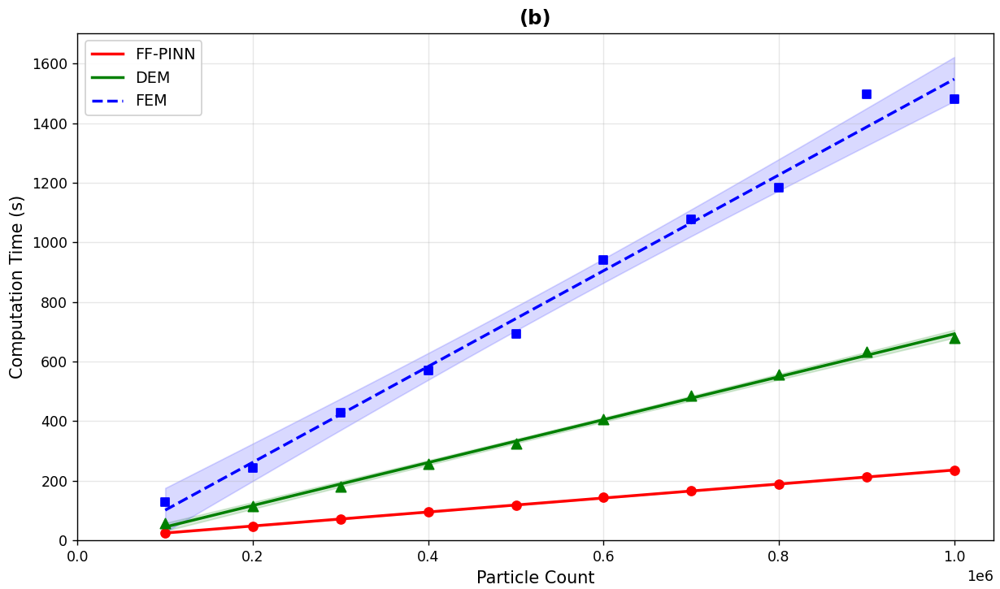 (b)
FF-PINN
DEM
FEM
Computation Time (s)
1600
1400
1200
1000
800
600
400
200
0
0.0 0.2 0.4 0.6 0.8 1.0
1e6
Particle Count